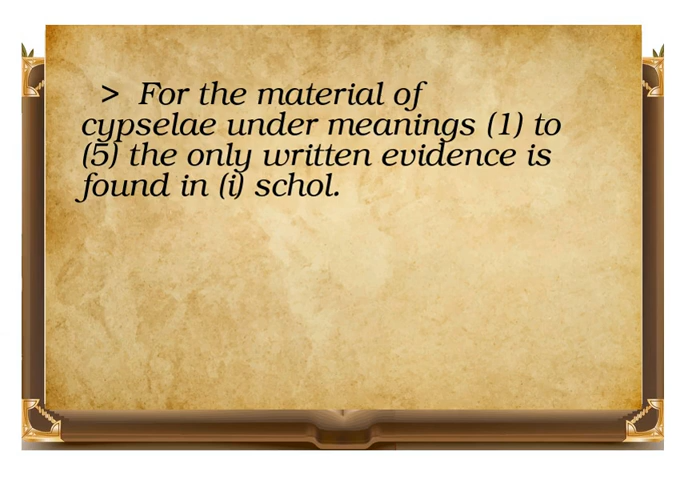 > For the material of
cypselae under meanings (1) to
(5) the only written evidence is
found in (i) schol.